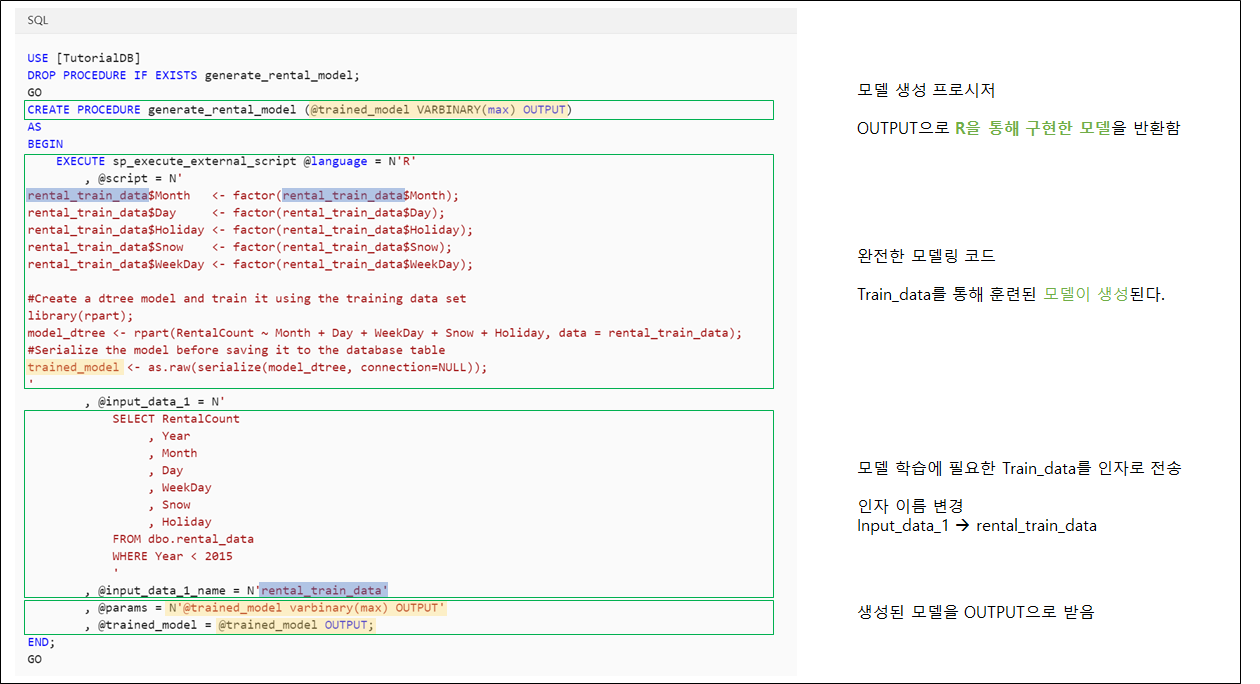 SQL
USE [TutorialDB]
DROP PROCEDURE IF EXISTS generate_rental_model;
GO
CREATE PROCEDURE generate_rental_model (@trained_model VARBINARY(max) OUTPUT)
AS
BEGIN
    EXECUTE sp_execute_external_script @language = N'R'
        , @script = N'
rental_train_data$Month   <- factor(rental_train_data$Month);
rental_train_data$Day     <- factor(rental_train_data$Day);
rental_train_data$Holiday <- factor(rental_train_data$Holiday);
rental_train_data$Snow    <- factor(rental_train_data$Snow);
rental_train_data$WeekDay <- factor(rental_train_data$WeekDay);
#Create a dtree model and train it using the training data set
library(rpart);
model_dtree <- rpart(RentalCount ~ Month + Day + WeekDay + Snow + Holiday, data = rental_train_data);
#Serialize the model before saving it to the database table
trained_model <- as.raw(serialize(model_dtree, connection=NULL));
'
        , @input_data_1 = N'
            SELECT RentalCount
                 , Year
                 , Month
                 , Day
                 , WeekDay
                 , Snow
                 , Holiday
            FROM dbo.rental_data
            WHERE Year < 2015
            '
        , @input_data_1_name = N'rental_train_data'
        , @params = N'@trained_model varbinary(max) OUTPUT'
        , @trained_model = @trained_model OUTPUT;
END;
GO
모델 생성 프로시저
OUTPUT으로 R을 통해 구현한 모델을 반환함
완전한 모델링 코드
Train_data를 통해 훈련된 모델이 생성된다.
모델 학습에 필요한 Train_data를 인자로 전송
인자 이름 변경
Input_data_1 → rental_train_data
생성된 모델을 OUTPUT으로 받음